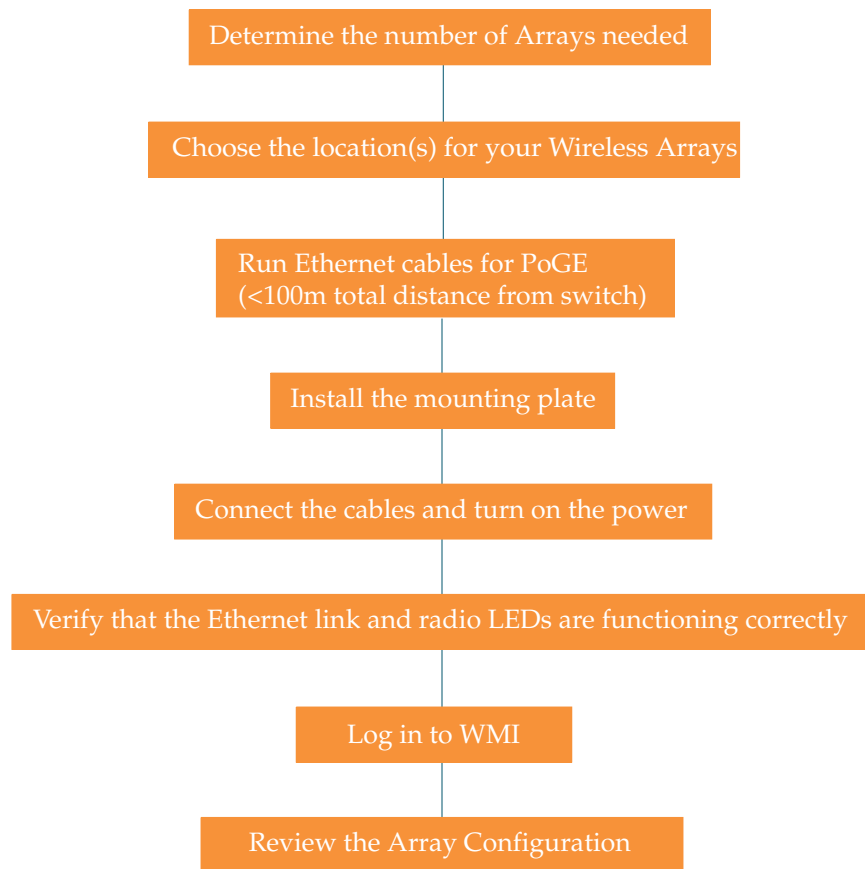 Determine the number of Arrays needed
Choose the location(s) for your Wireless Arrays
Run Ethernet cables for PoGE
(<100m total distance from switch)
Install the mounting plate
Connect the cables and turn on the power
Verify that the Ethernet link and radio LEDs are functioning correctly
Log in to WMI
Review the Array Configuration